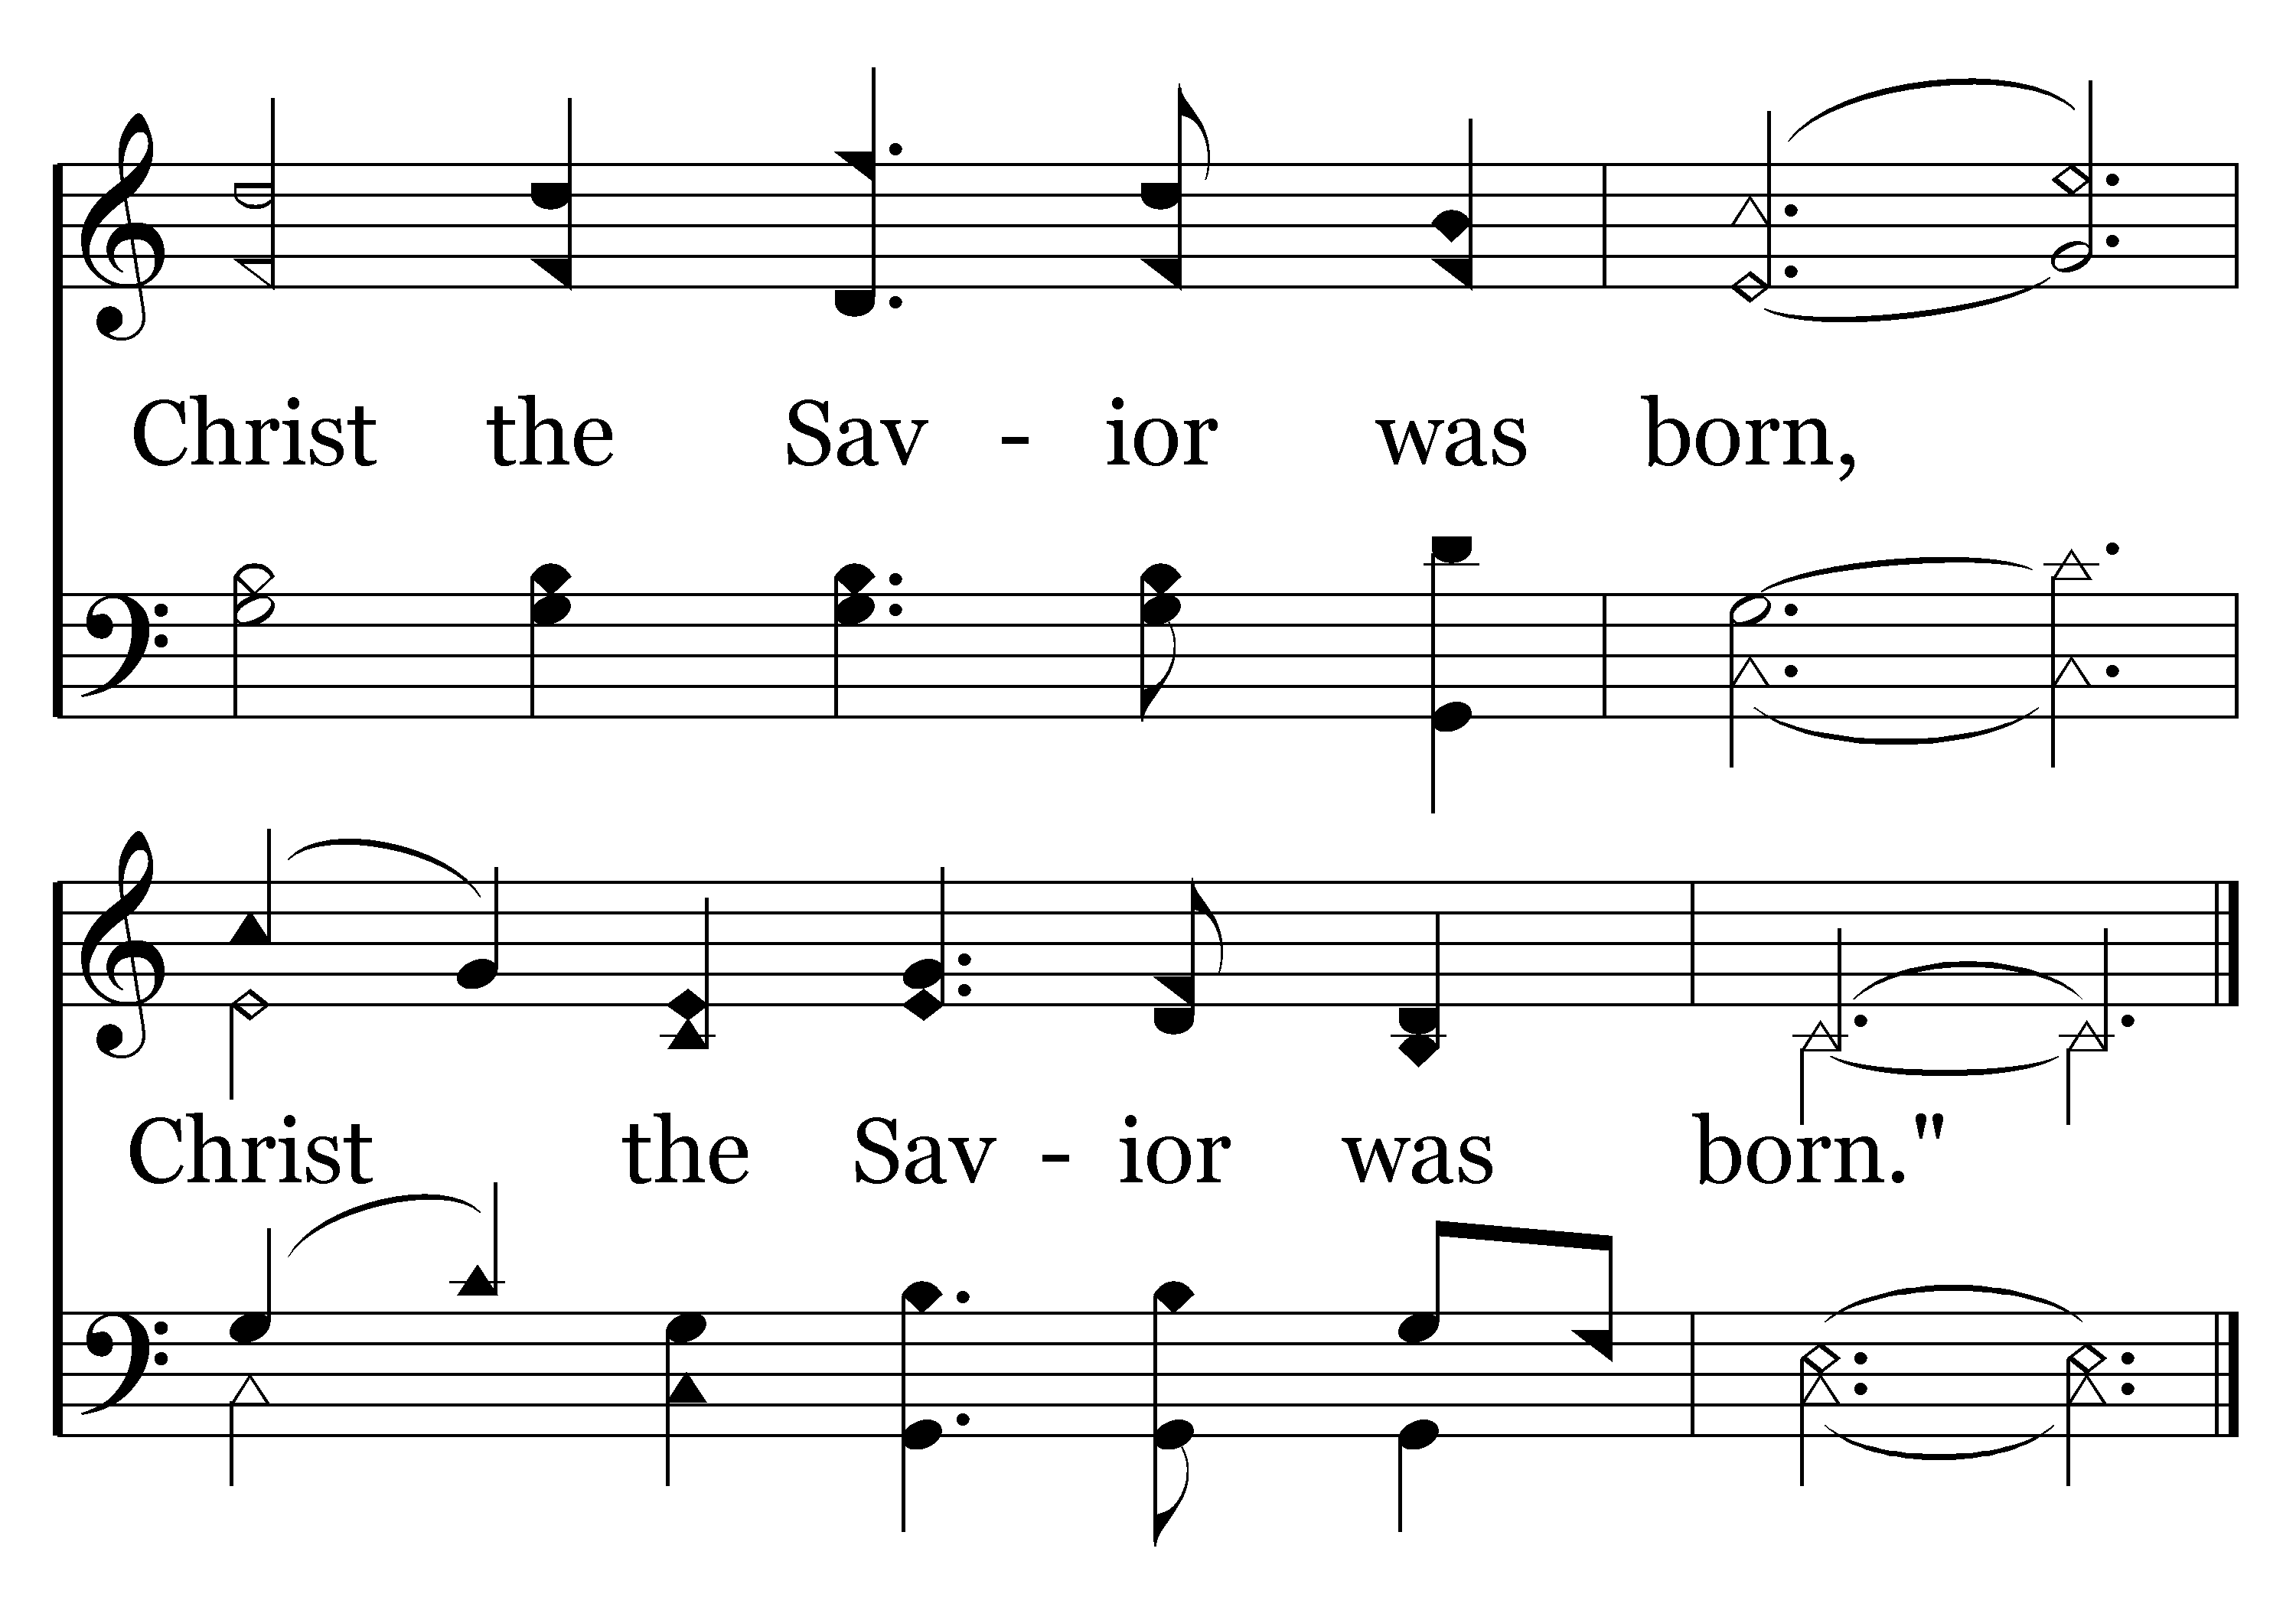 Christ the Sav - ior was born,
Christ the Sav - ior was born."